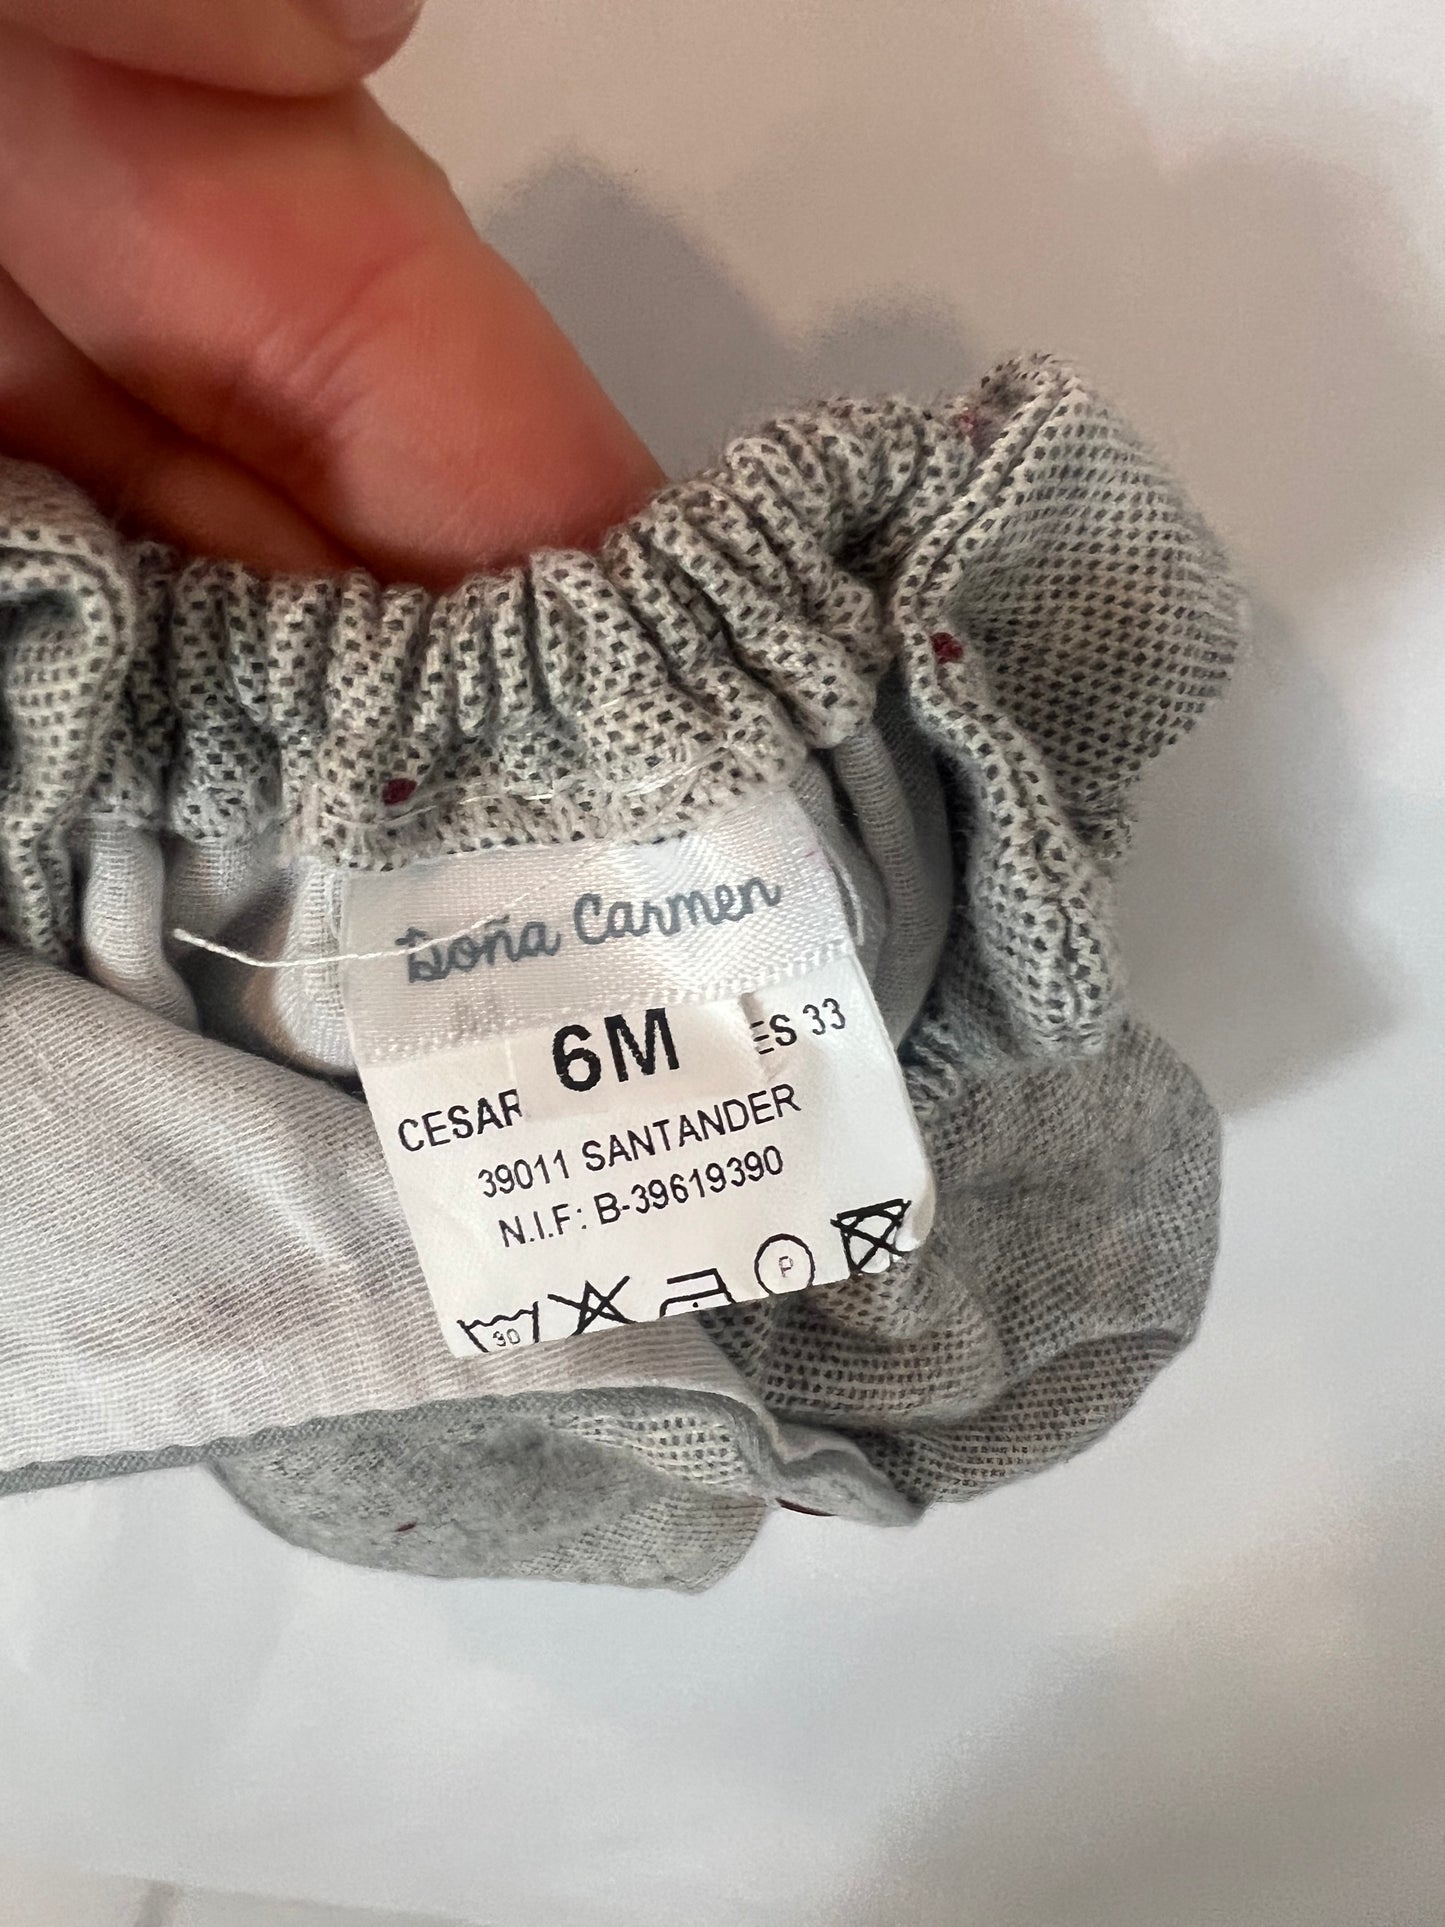 Doña Carmen
6M
CESAR ES 33
39011 SANTANDER
N.I.F: B-39619390
30
P